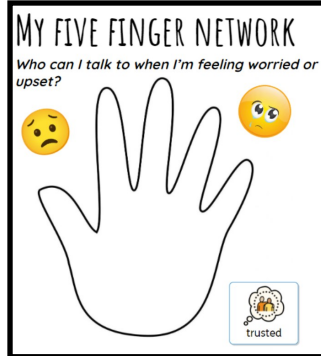 MY FIVE FINGER NETWORK
Who can I talk to when I'm feeling worried or
upset?
trusted